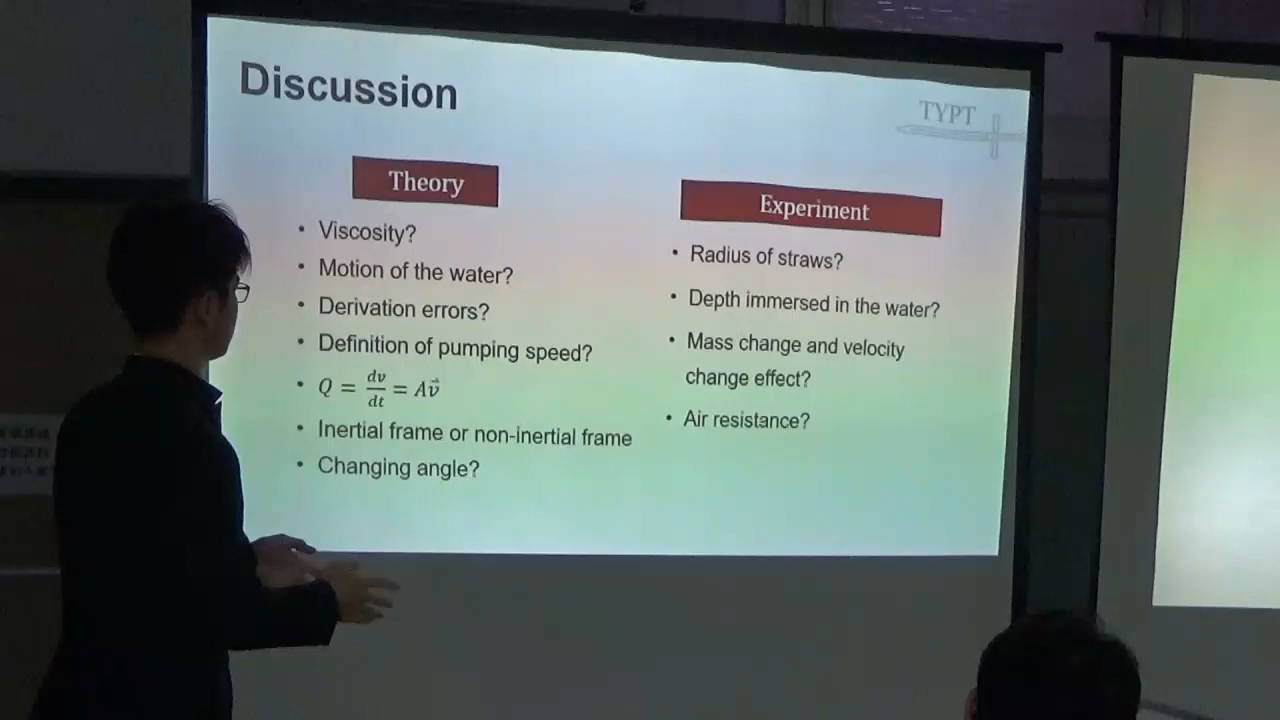 Discussion
TYPT
Theory
• Viscosity?
• Motion of the water?
• Derivation errors?
• Definition of pumping speed?
• Q = dv/dt = Av⃗
• Inertial frame or non-inertial frame
• Changing angle?
Experiment
• Radius of straws?
• Depth immersed in the water?
• Mass change and velocity
change effect?
• Air resistance?